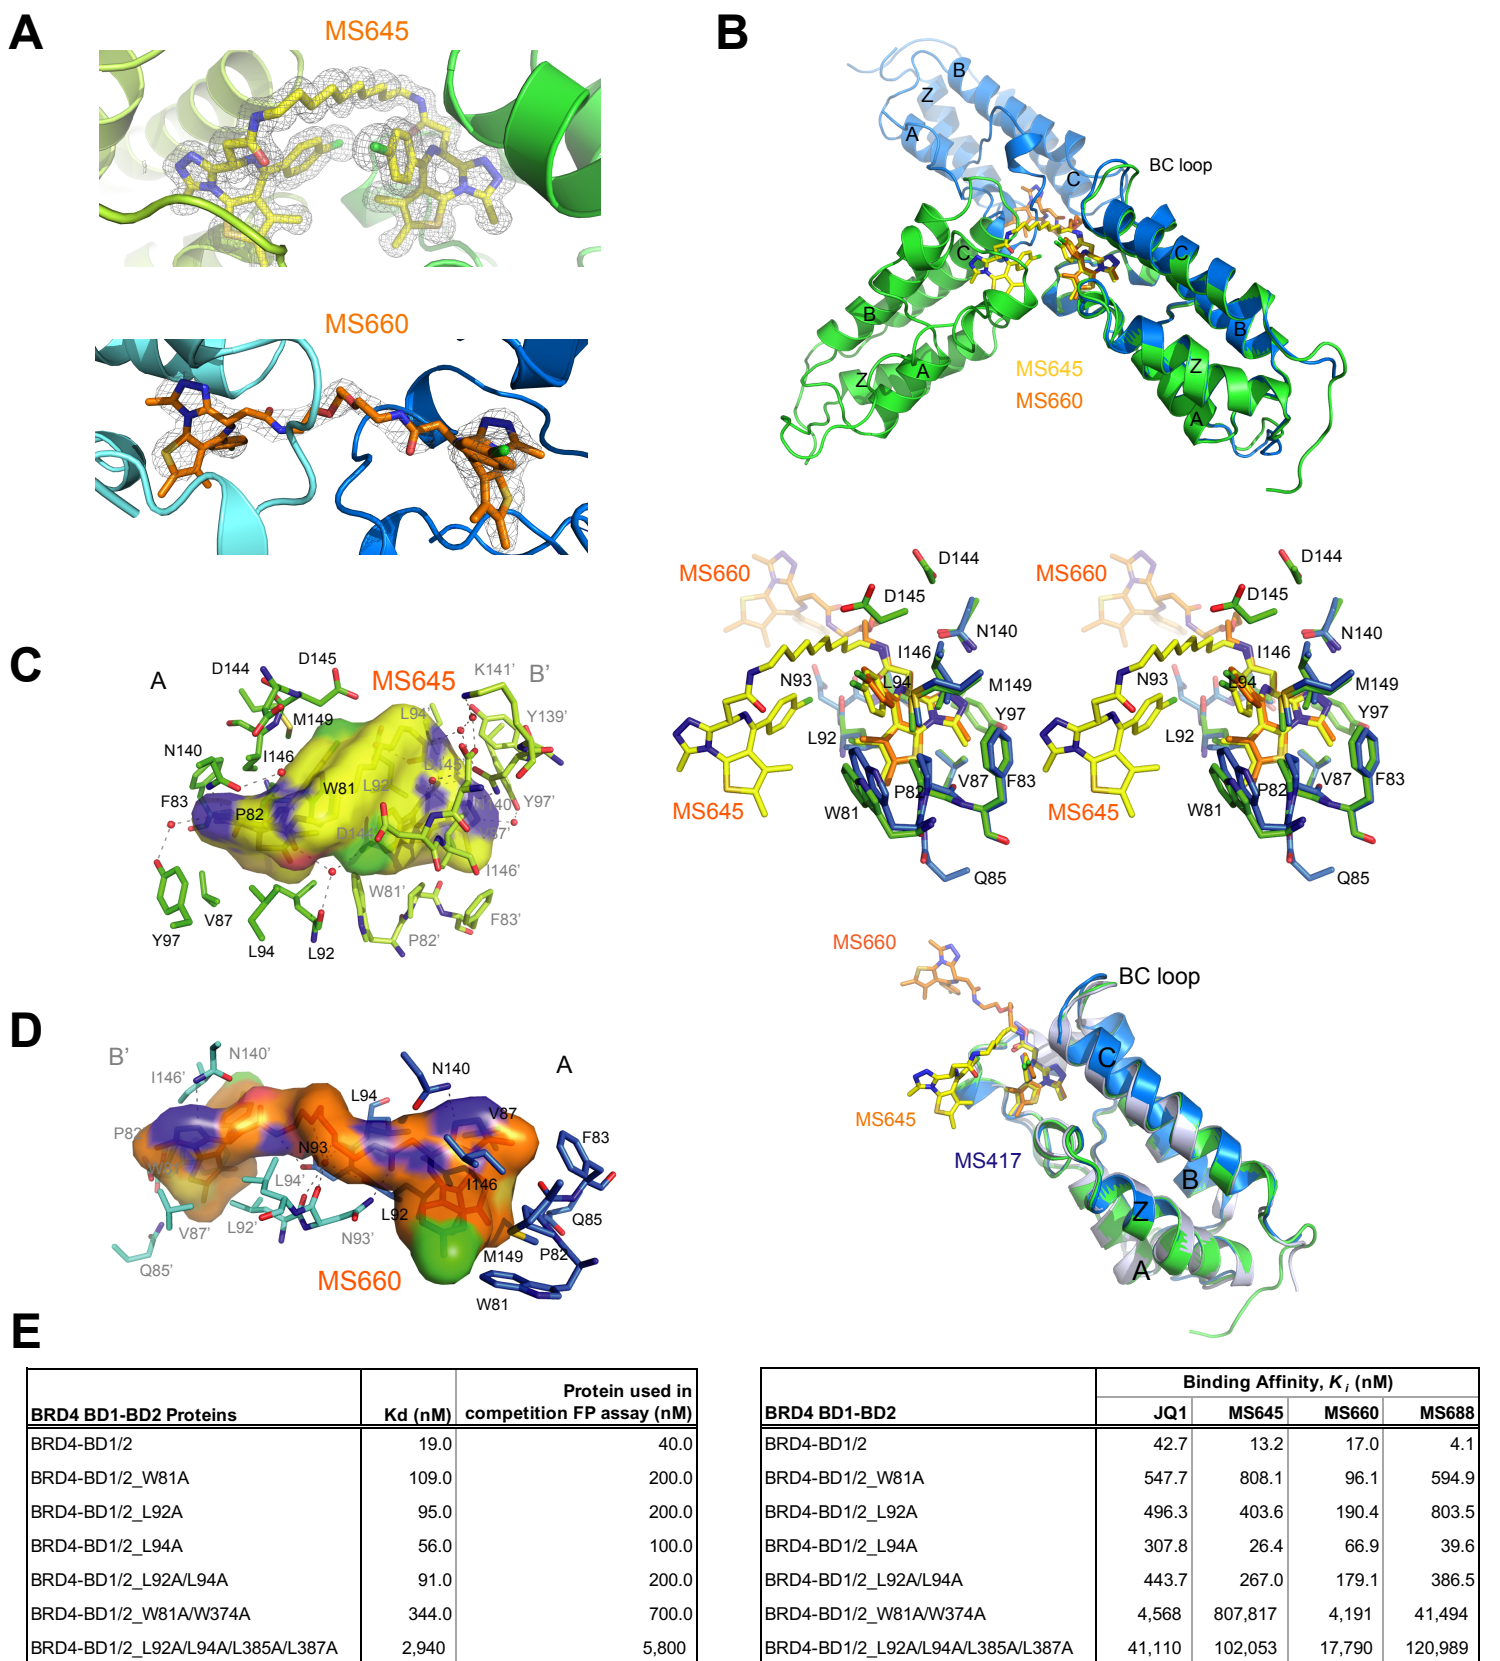 A
MS645
MS660
B
B
Z
A
C
BC loop
C
C
B
B
A
Z
Z
A
MS645
MS660
MS660
D144
D145
N140
I146
N93
L94
M149
Y97
L92
V87
F83
P82
W81
MS645
Q85
MS660
D144
D145
N140
I146
N93
L94
M149
Y97
L92
V87
F83
P82
W81
MS645
Q85
MS660
BC loop
C
MS645
MS417
B
Z
A
C
A
D144
D145
MS645
K141’
B’
M149
L94’
Y139’
N140
I146
W81
L92’
D145’
F83
P82
N140’
Y97’
D144’
V87’
I146’
W81’
V87
F83’
Y97
L94
L92
P82’
D
B’
N140’
I146’
N140
A
L94
V87
P82’
F83
W81’
N93
L94’
I146
L92
Q85
V87’
L92’
N93’
M149
P82
Q85’
MS660
W81
E
BRD4 BD1-BD2 Proteins Kd (nM) Protein used in competition FP assay (nM)
BRD4-BD1/2 19.0 40.0
BRD4-BD1/2_W81A 109.0 200.0
BRD4-BD1/2_L92A 95.0 200.0
BRD4-BD1/2_L94A 56.0 100.0
BRD4-BD1/2_L92A/L94A 91.0 200.0
BRD4-BD1/2_W81A/W374A 344.0 700.0
BRD4-BD1/2_L92A/L94A/L385A/L387A 2,940 5,800
Binding Affinity, K i (nM)
BRD4 BD1-BD2 JQ1 MS645 MS660 MS688
BRD4-BD1/2 42.7 13.2 17.0 4.1
BRD4-BD1/2_W81A 547.7 808.1 96.1 594.9
BRD4-BD1/2_L92A 496.3 403.6 190.4 803.5
BRD4-BD1/2_L94A 307.8 26.4 66.9 39.6
BRD4-BD1/2_L92A/L94A 443.7 267.0 179.1 386.5
BRD4-BD1/2_W81A/W374A 4,568 807,817 4,191 41,494
BRD4-BD1/2_L92A/L94A/L385A/L387A 41,110 102,053 17,790 120,989